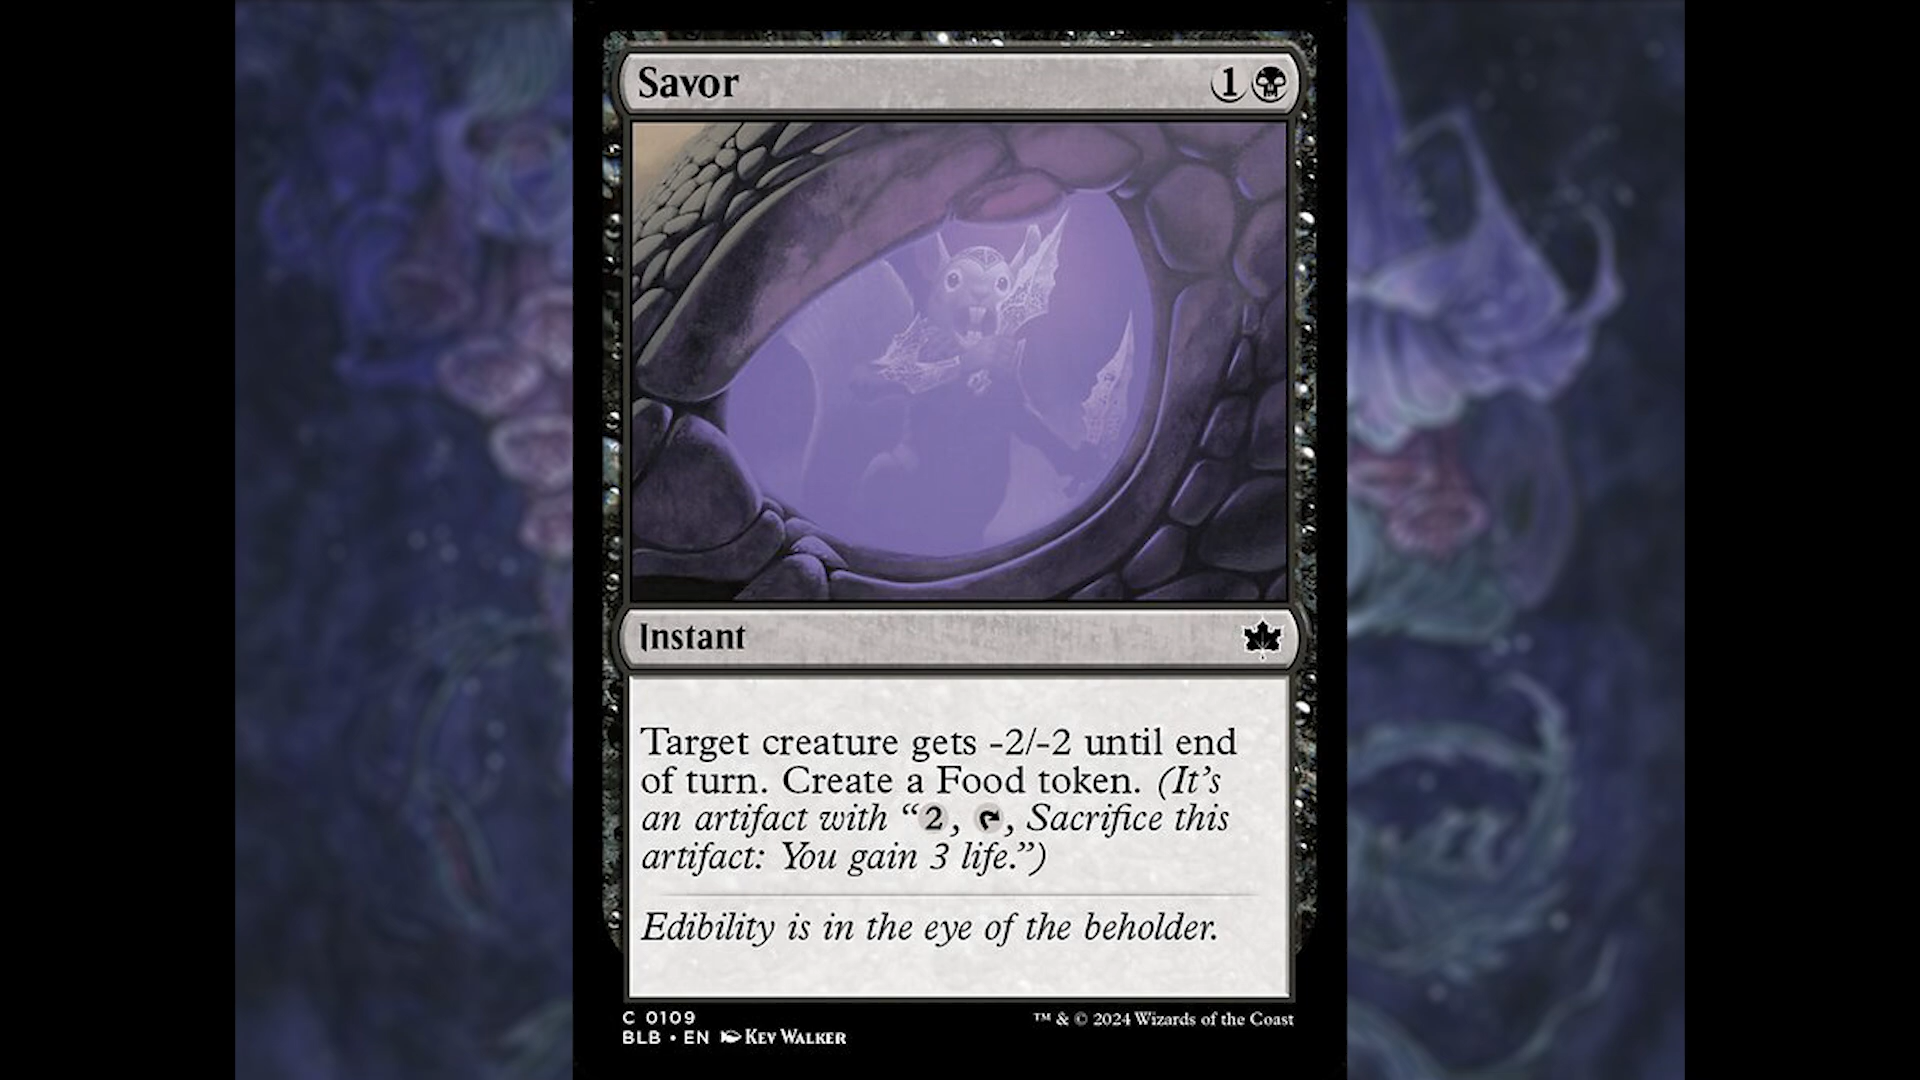 Savor 1
Instant
Target creature gets -2/-2 until end
of turn. Create a Food token. (It's
an artifact with “2, , Sacrifice this
artifact: You gain 3 life.”)
Edibility is in the eye of the beholder.
C 0109
BLB • EN Kev Walker
™ & © 2024 Wizards of the Coast